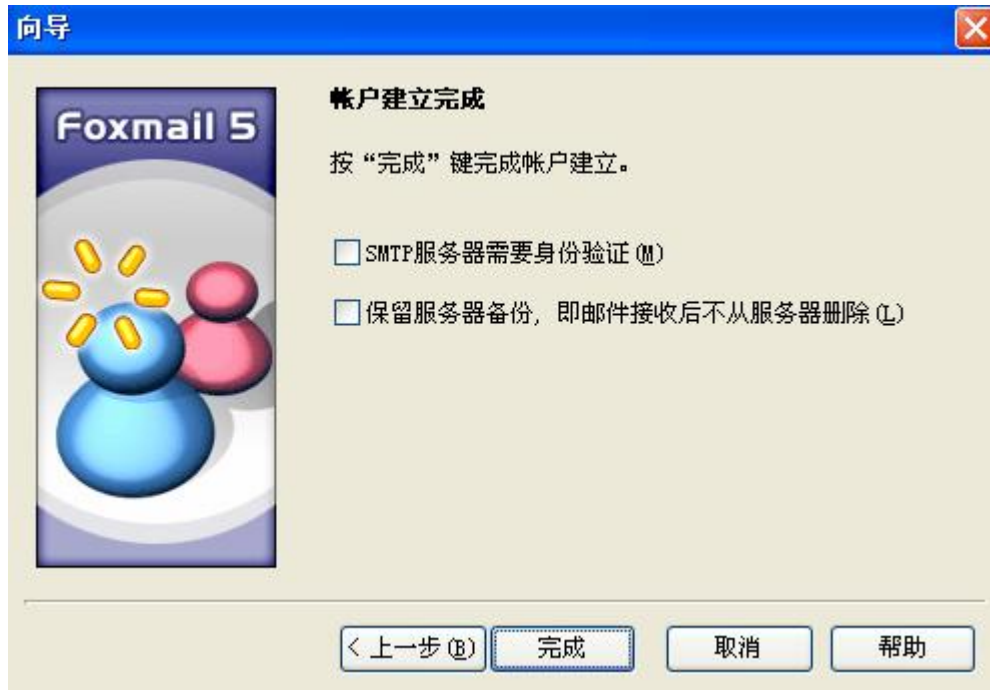 向导
Foxmail 5
帐户建立完成
按“完成”键完成帐户建立。
SMTP服务器需要身份验证(M)
保留服务器备份, 即邮件接收后不从服务器删除(L)
< 上一步(B)
完成
取消
帮助